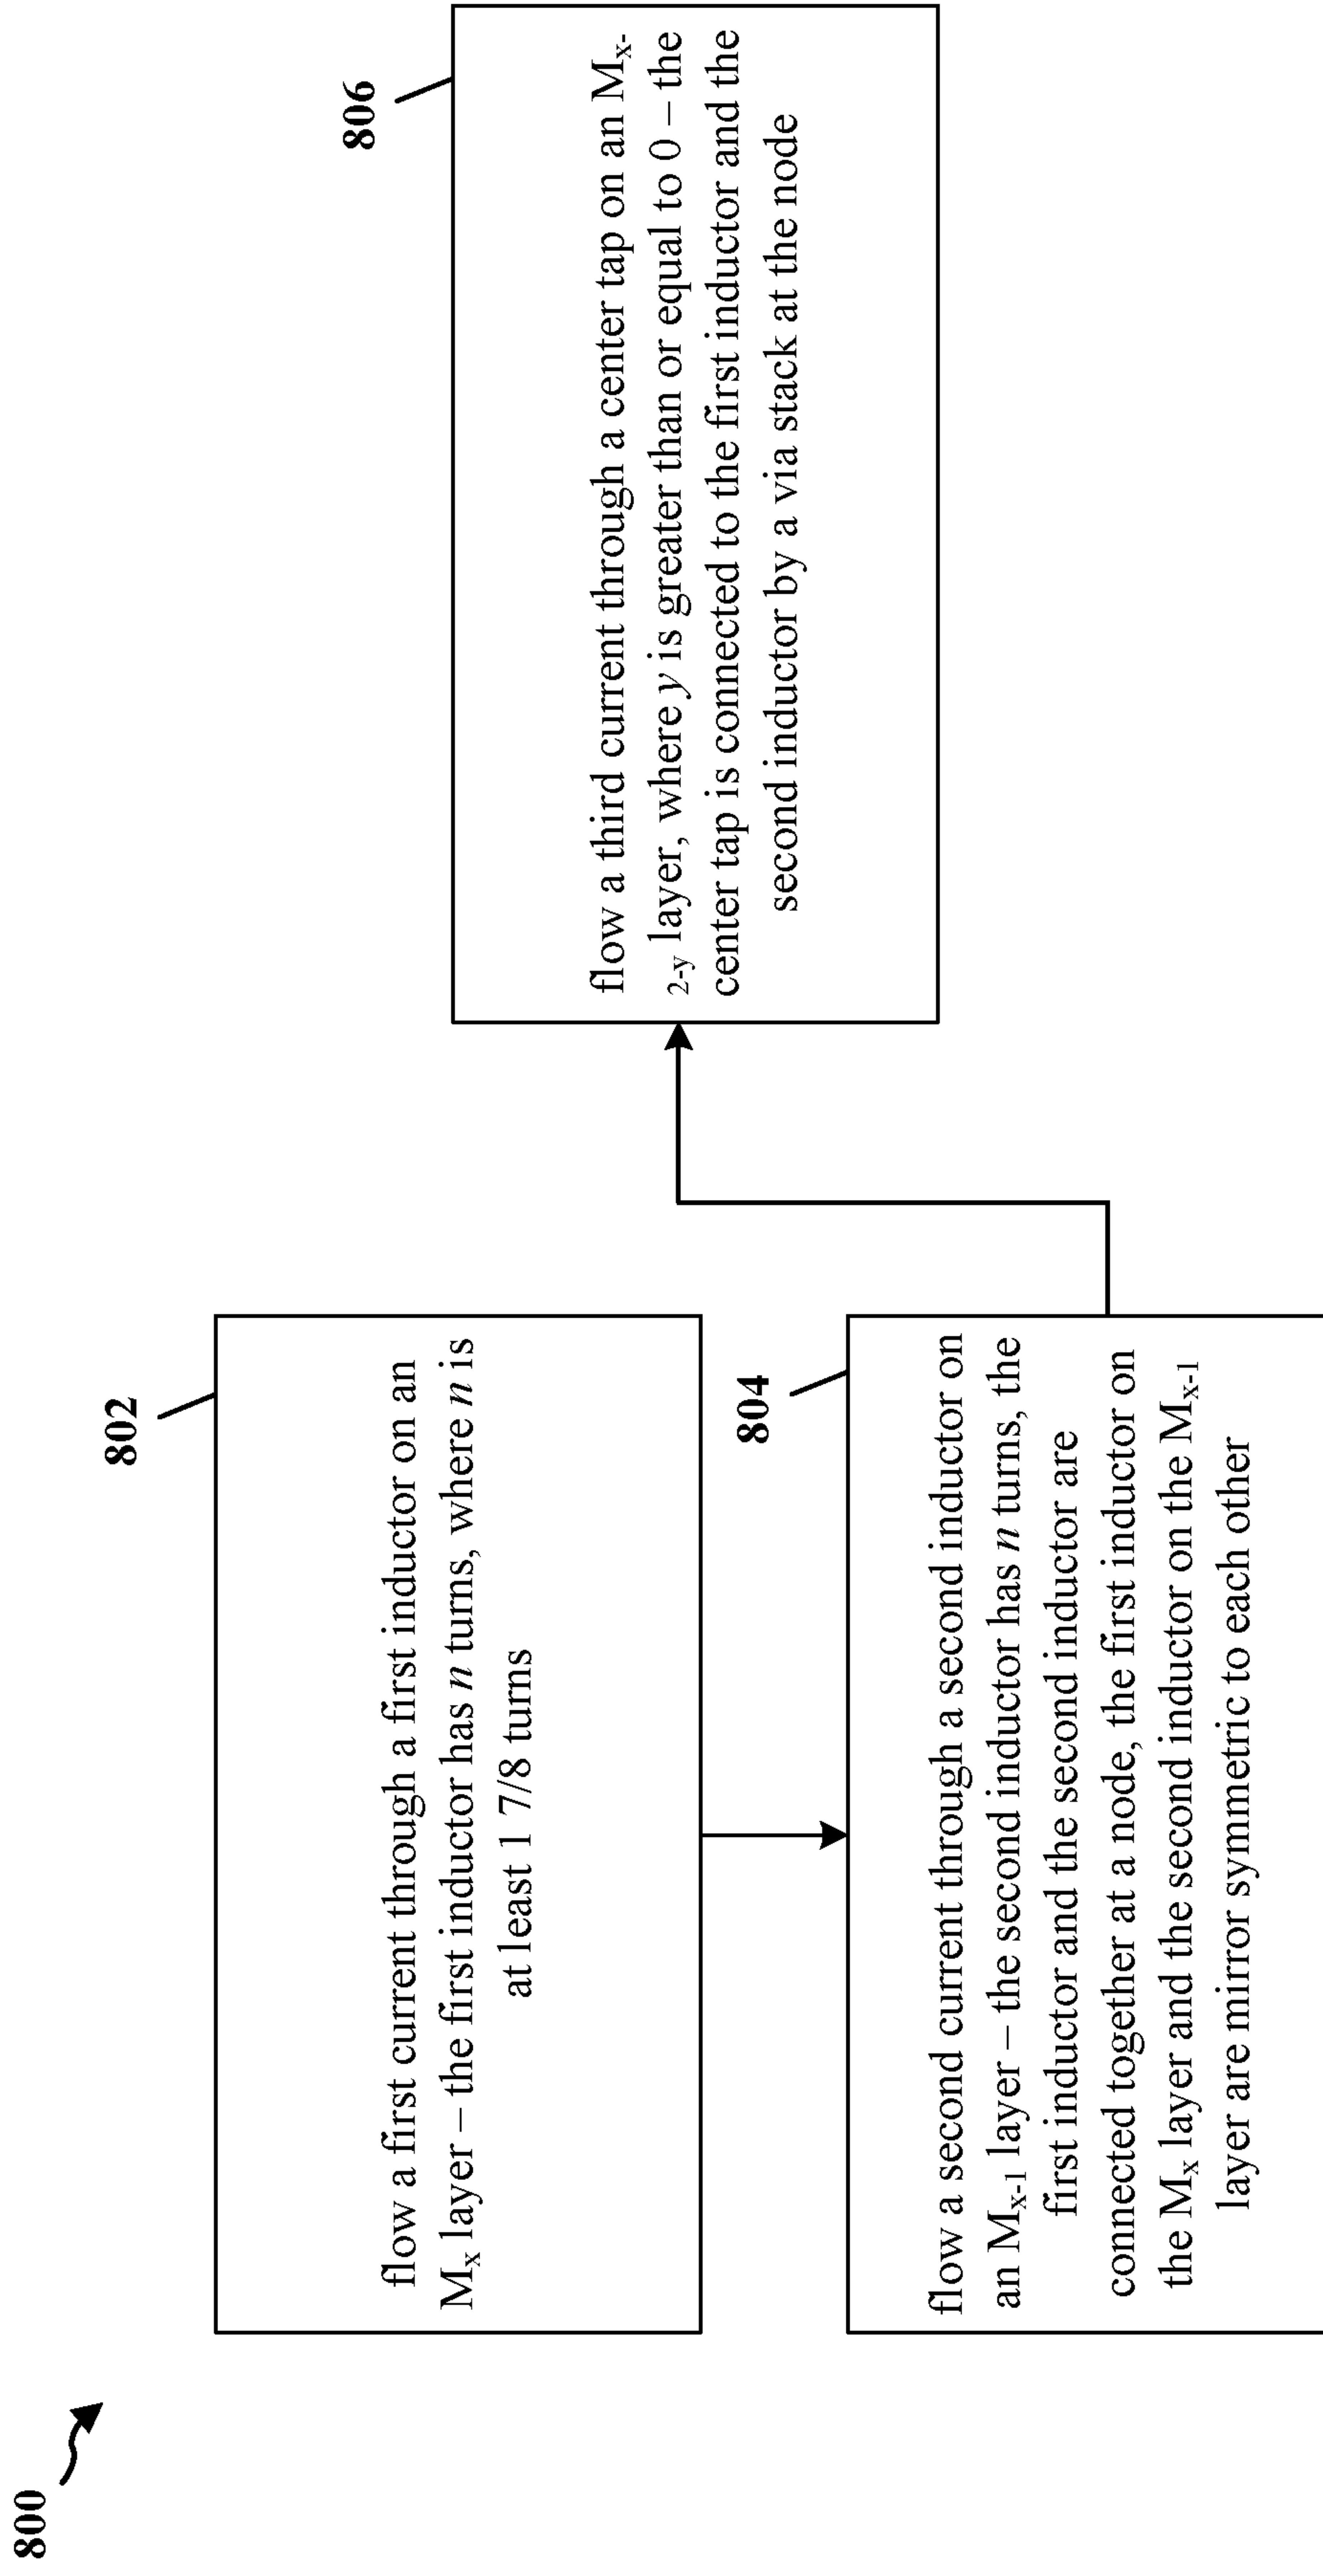 800
802
flow a first current through a first inductor on an
Mx layer – the first inductor has n turns, where n is
at least 1 7/8 turns
804
flow a second current through a second inductor on
an Mx-1 layer – the second inductor has n turns, the
first inductor and the second inductor are
connected together at a node, the first inductor on
the Mx layer and the second inductor on the Mx-1
layer are mirror symmetric to each other
806
flow a third current through a center tap on an Mx-
2-y layer, where y is greater than or equal to 0 – the
center tap is connected to the first inductor and the
second inductor by a via stack at the node